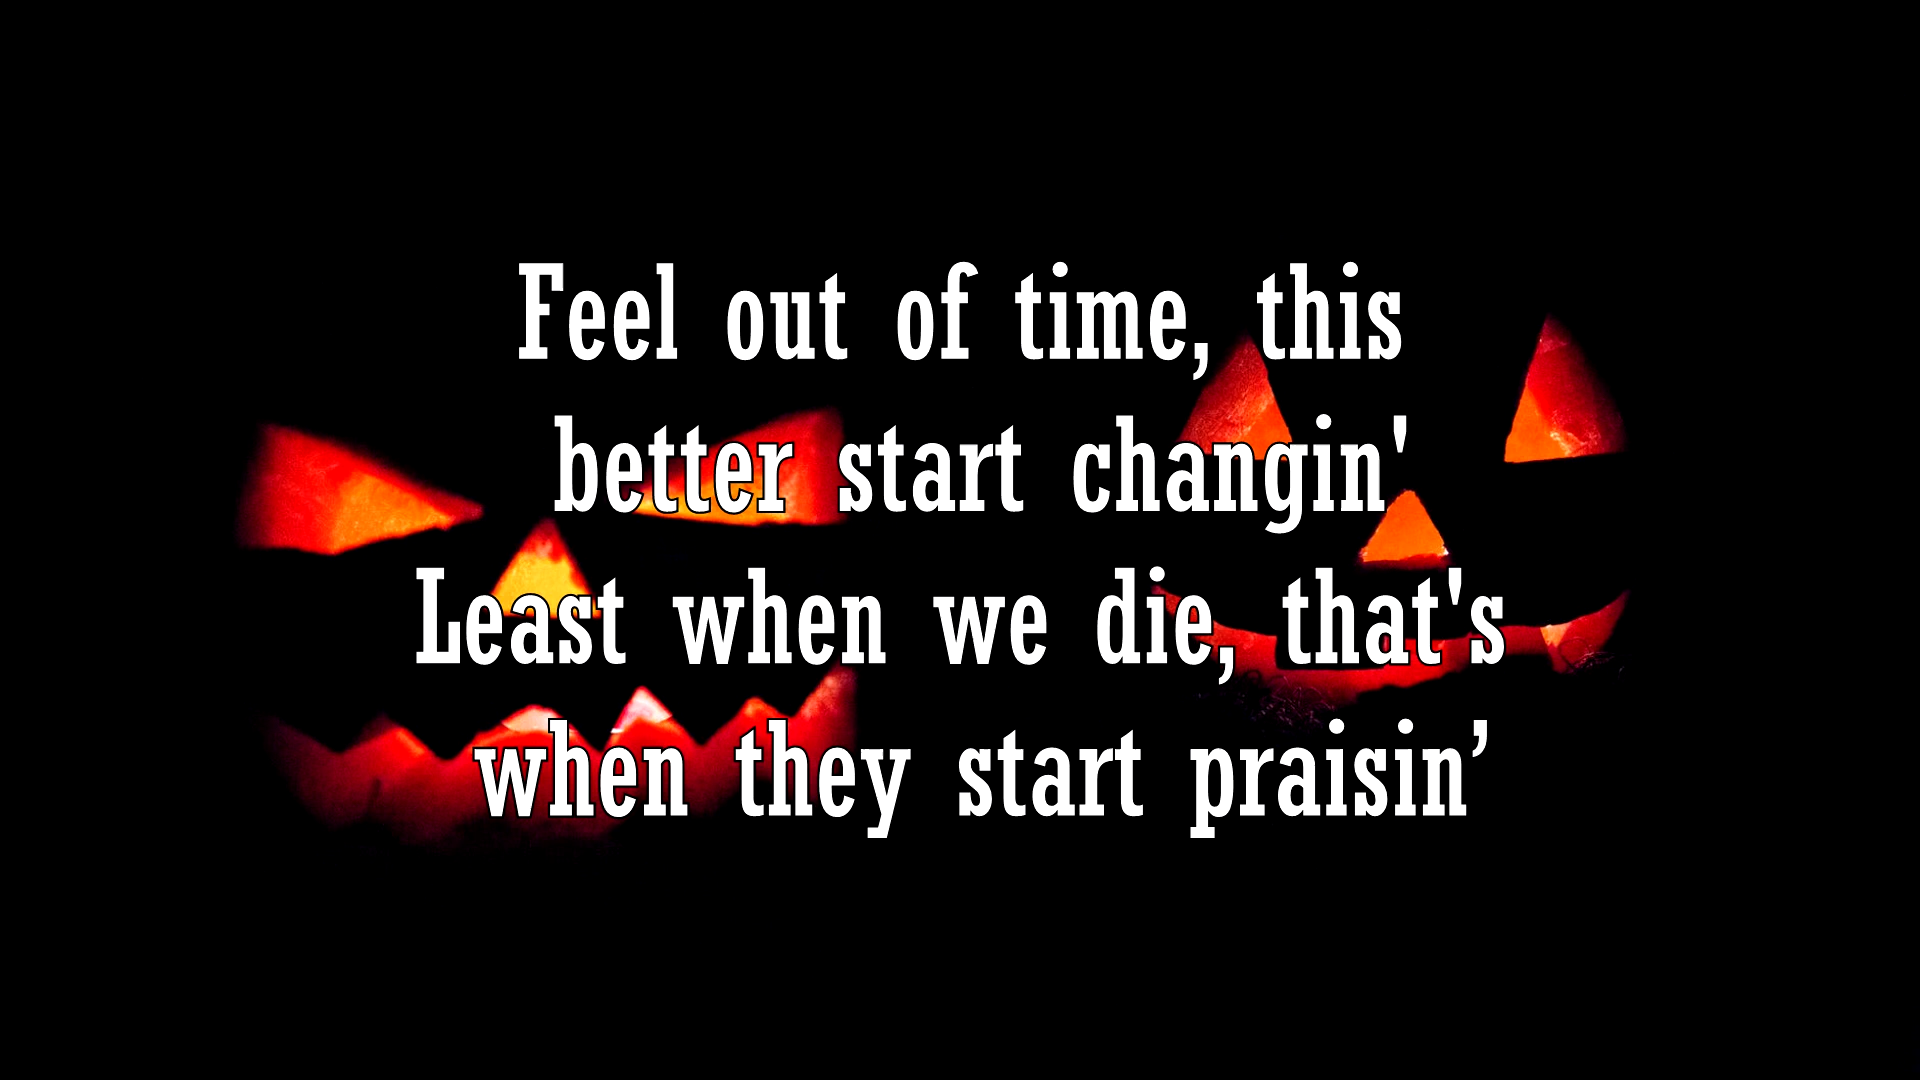 Feel out of time, this
better start changin'
Least when we die, that's
when they start praisin’